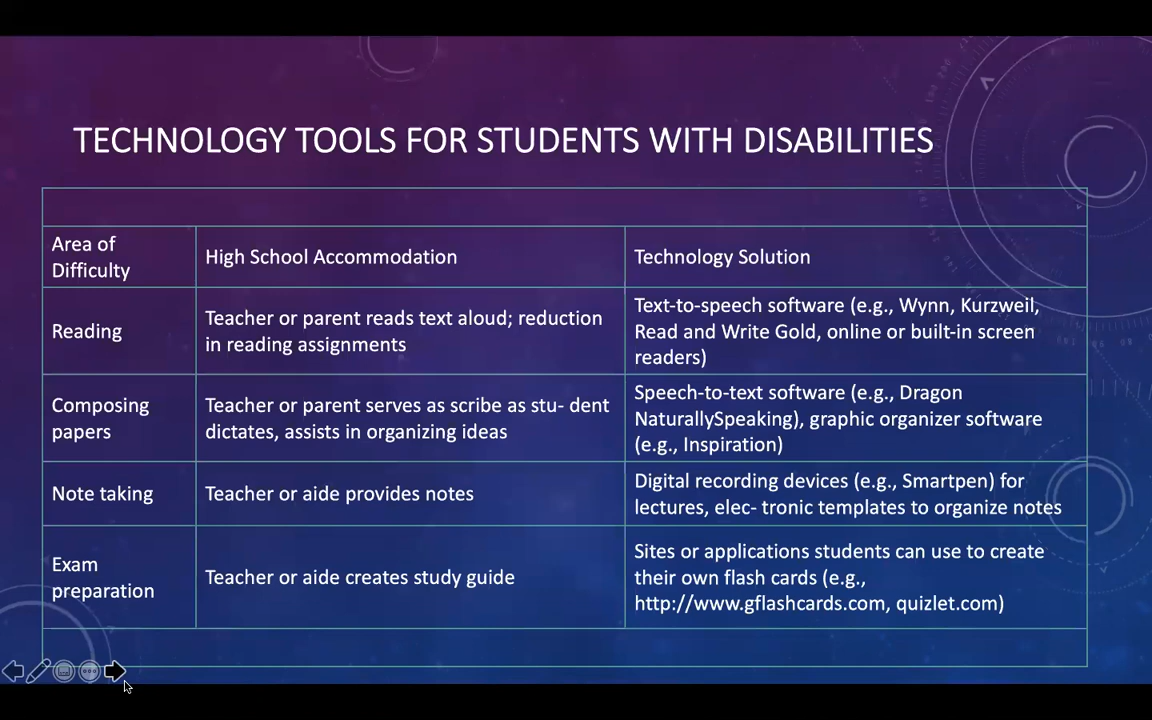 TECHNOLOGY TOOLS FOR STUDENTS WITH DISABILITIES
Area of
Difficulty
High School Accommodation
Technology Solution
Reading
Teacher or parent reads text aloud; reduction
in reading assignments
Text-to-speech software (e.g., Wynn, Kurzweil,
Read and Write Gold, online or built-in screen
readers)
Composing
papers
Teacher or parent serves as scribe as stu- dent
dictates, assists in organizing ideas
Speech-to-text software (e.g., Dragon
NaturallySpeaking), graphic organizer software
(e.g., Inspiration)
Note taking
Teacher or aide provides notes
Digital recording devices (e.g., Smartpen) for
lectures, elec- tronic templates to organize notes
Exam
preparation
Teacher or aide creates study guide
Sites or applications students can use to create
their own flash cards (e.g.,
http://www.gflashcards.com, quizlet.com)